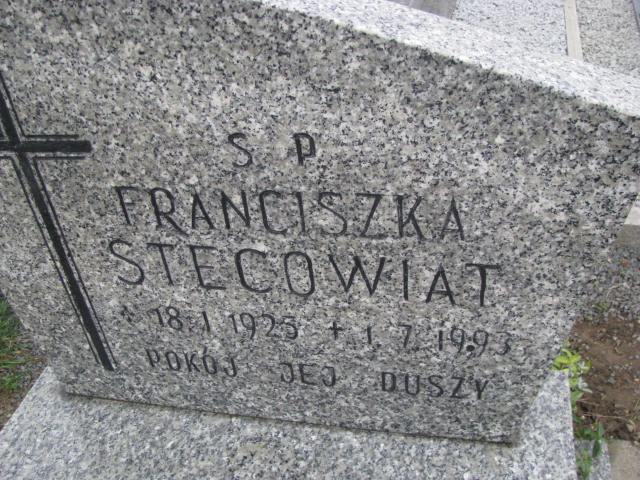 S P
FRANCISZKA
STECOWIAT
* 18.1 1925 + 1.7.1993
POKÓJ JEJ DUSZY